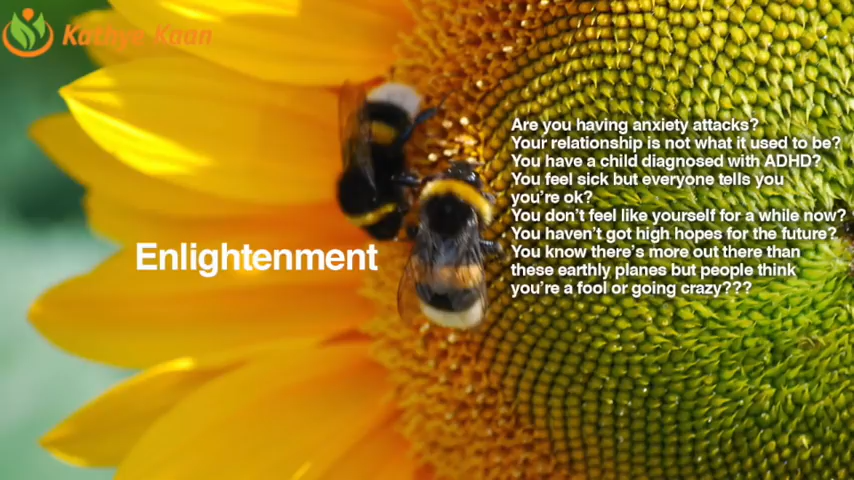 Kathya Kaan
Are you having anxiety attacks?
Your relationship is not what it used to be?
You have a child diagnosed with ADHD?
You feel sick but everyone tells you
you're ok?
You don't feel like yourself for a while now?
You haven't got high hopes for the future?
You know there's more out there than
these earthly planes but people think
you're a fool or going crazy???
Enlightenment